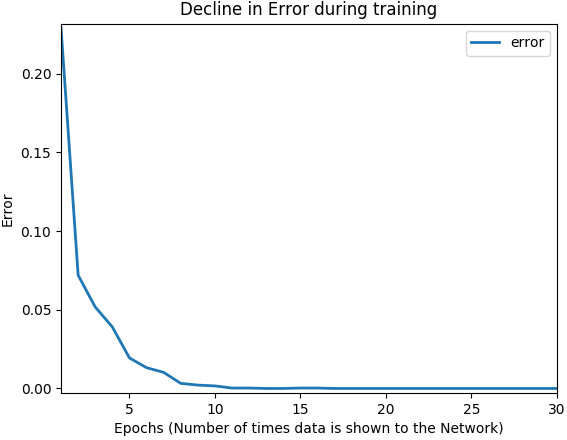 Decline in Error during training
error
0.20
0.15
0.10
0.05
0.00
Error
5 10 15 20 25 30
Epochs (Number of times data is shown to the Network)